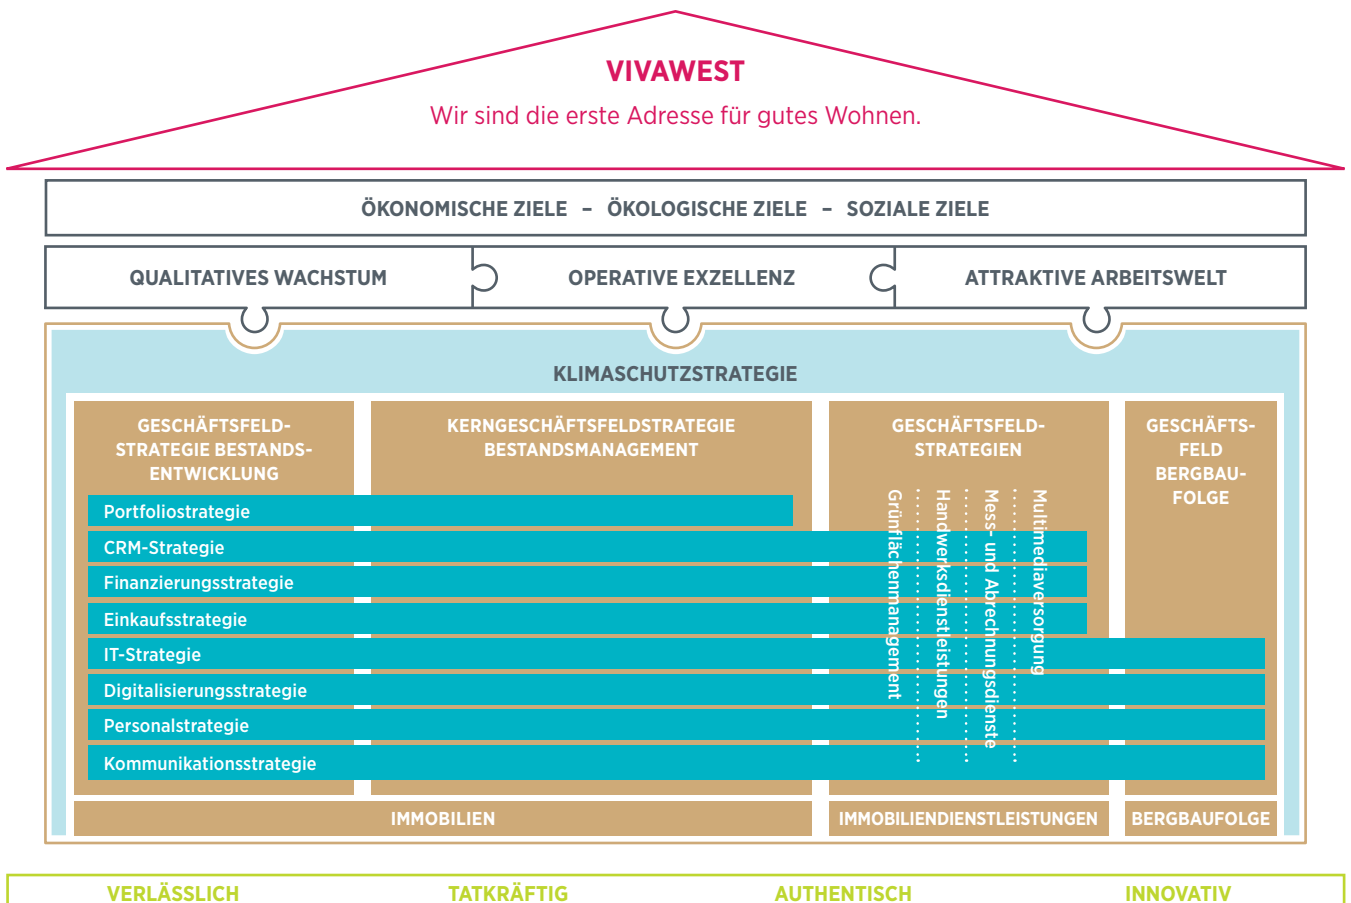 VIVAWEST
Wir sind die erste Adresse für gutes Wohnen.
ÖKONOMISCHE ZIELE – ÖKOLOGISCHE ZIELE – SOZIALE ZIELE
QUALITATIVES WACHSTUM
OPERATIVE EXZELLENZ
ATTRAKTIVE ARBEITSWELT
KLIMASCHUTZSTRATEGIE
GESCHÄFTSFELD-
STRATEGIE BESTANDS-
ENTWICKLUNG
KERNGESCHÄFTSFELDSTRATEGIE
BESTANDSMANAGEMENT
GESCHÄFTSFELD-
STRATEGIEN
GESCHÄFTS-
FELD
BERGBAU-
FOLGE
Portfoliostrategie
CRM-Strategie
Finanzierungsstrategie
Einkaufsstrategie
IT-Strategie
Digitalisierungsstrategie
Personalstrategie
Kommunikationsstrategie
Grünflächenmanagement
Handwerksdienstleistungen
Mess- und Abrechnungsdienste
Multimediaversorgung
IMMOBILIEN
IMMOBILIENDIENSTLEISTUNGEN
BERGBAUFOLGE
VERLÄSSLICH
TATKRÄFTIG
AUTHENTISCH
INNOVATIV